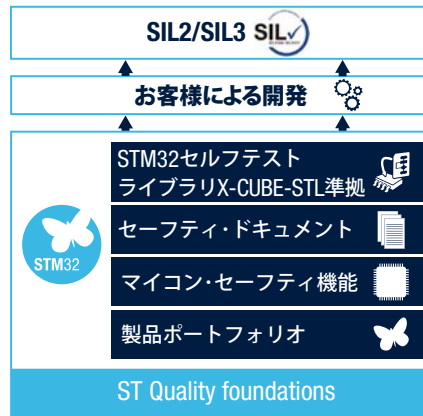 SIL2/SIL3 SIL
お客様による開発
STM32セルフテスト
ライブラリX-CUBE-STL準拠
セーフティ・ドキュメント
マイコン・セーフティ機能
製品ポートフォリオ
STM32
ST Quality foundations